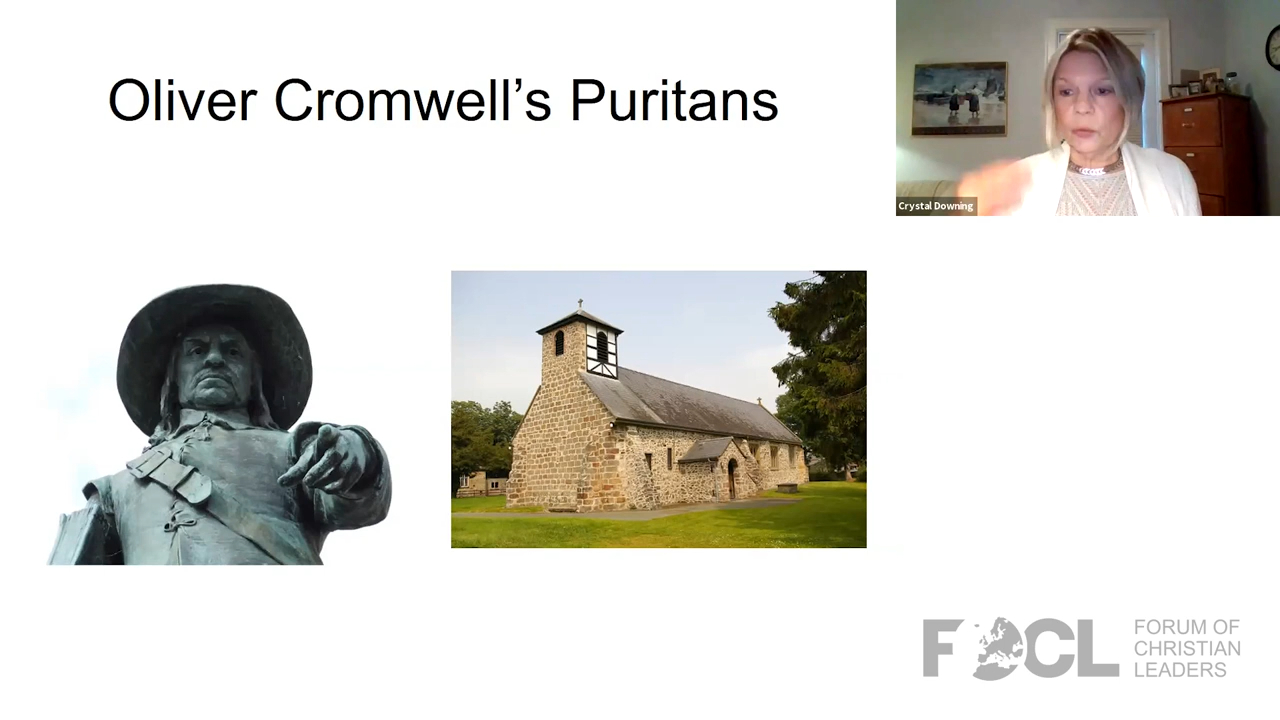 Oliver Cromwell’s Puritans
Crystal Downing
FOCL
FORUM OF
CHRISTIAN
LEADERS